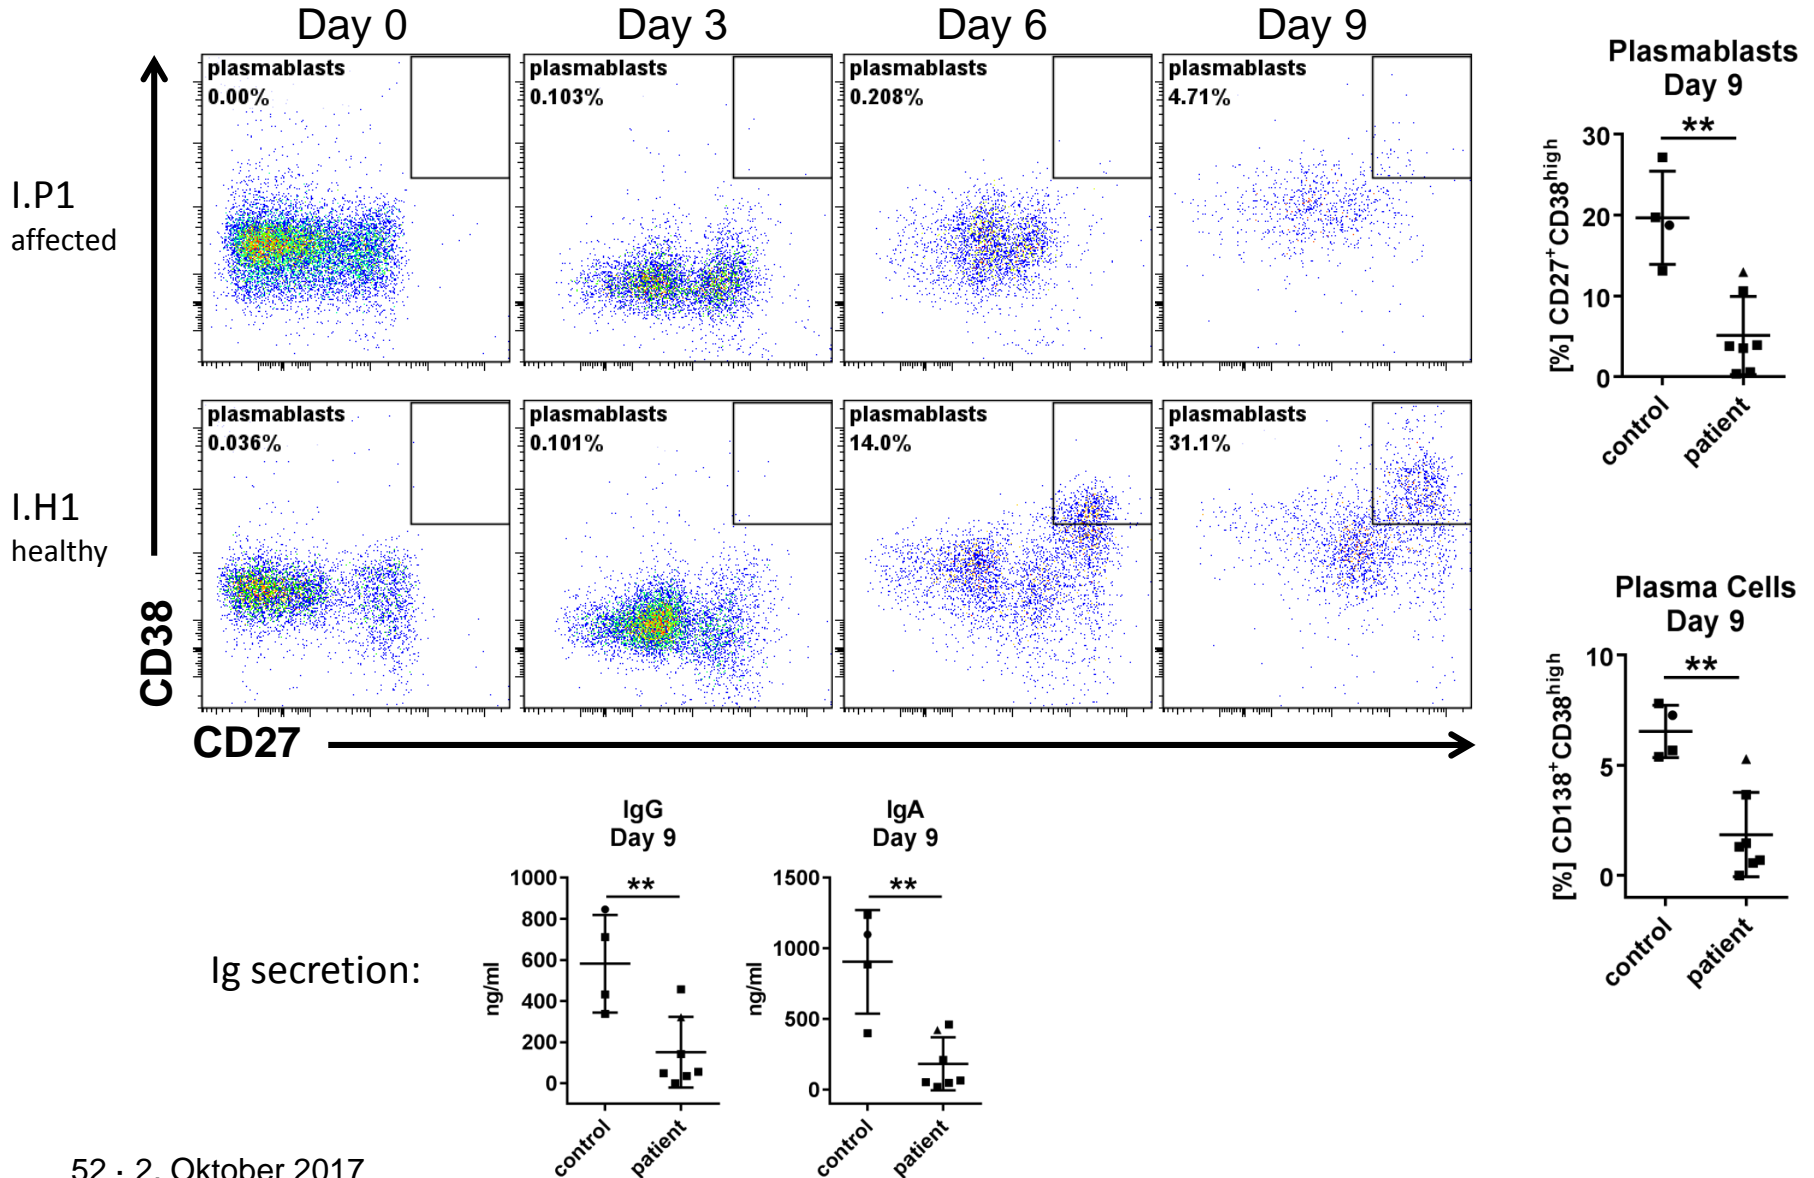 Day 0
Day 3
Day 6
Day 9
plasmablasts
0.00%
plasmablasts
0.103%
plasmablasts
0.208%
plasmablasts
4.71%
I.P1
affected
plasmablasts
0.036%
plasmablasts
0.101%
plasmablasts
14.0%
plasmablasts
31.1%
I.H1
healthy
CD38
CD27
Plasmablasts
Day 9
**
[%] CD27+CD38high
30
20
10
0
control
patient
Plasma Cells
Day 9
**
[%] CD138+CD38high
10
5
0
control
patient
Ig secretion:
IgG
Day 9
**
ng/ml
1000
800
600
400
200
0
control
patient
IgA
Day 9
**
ng/ml
1500
1000
500
0
control
patient
52 · 2. Oktober 2017